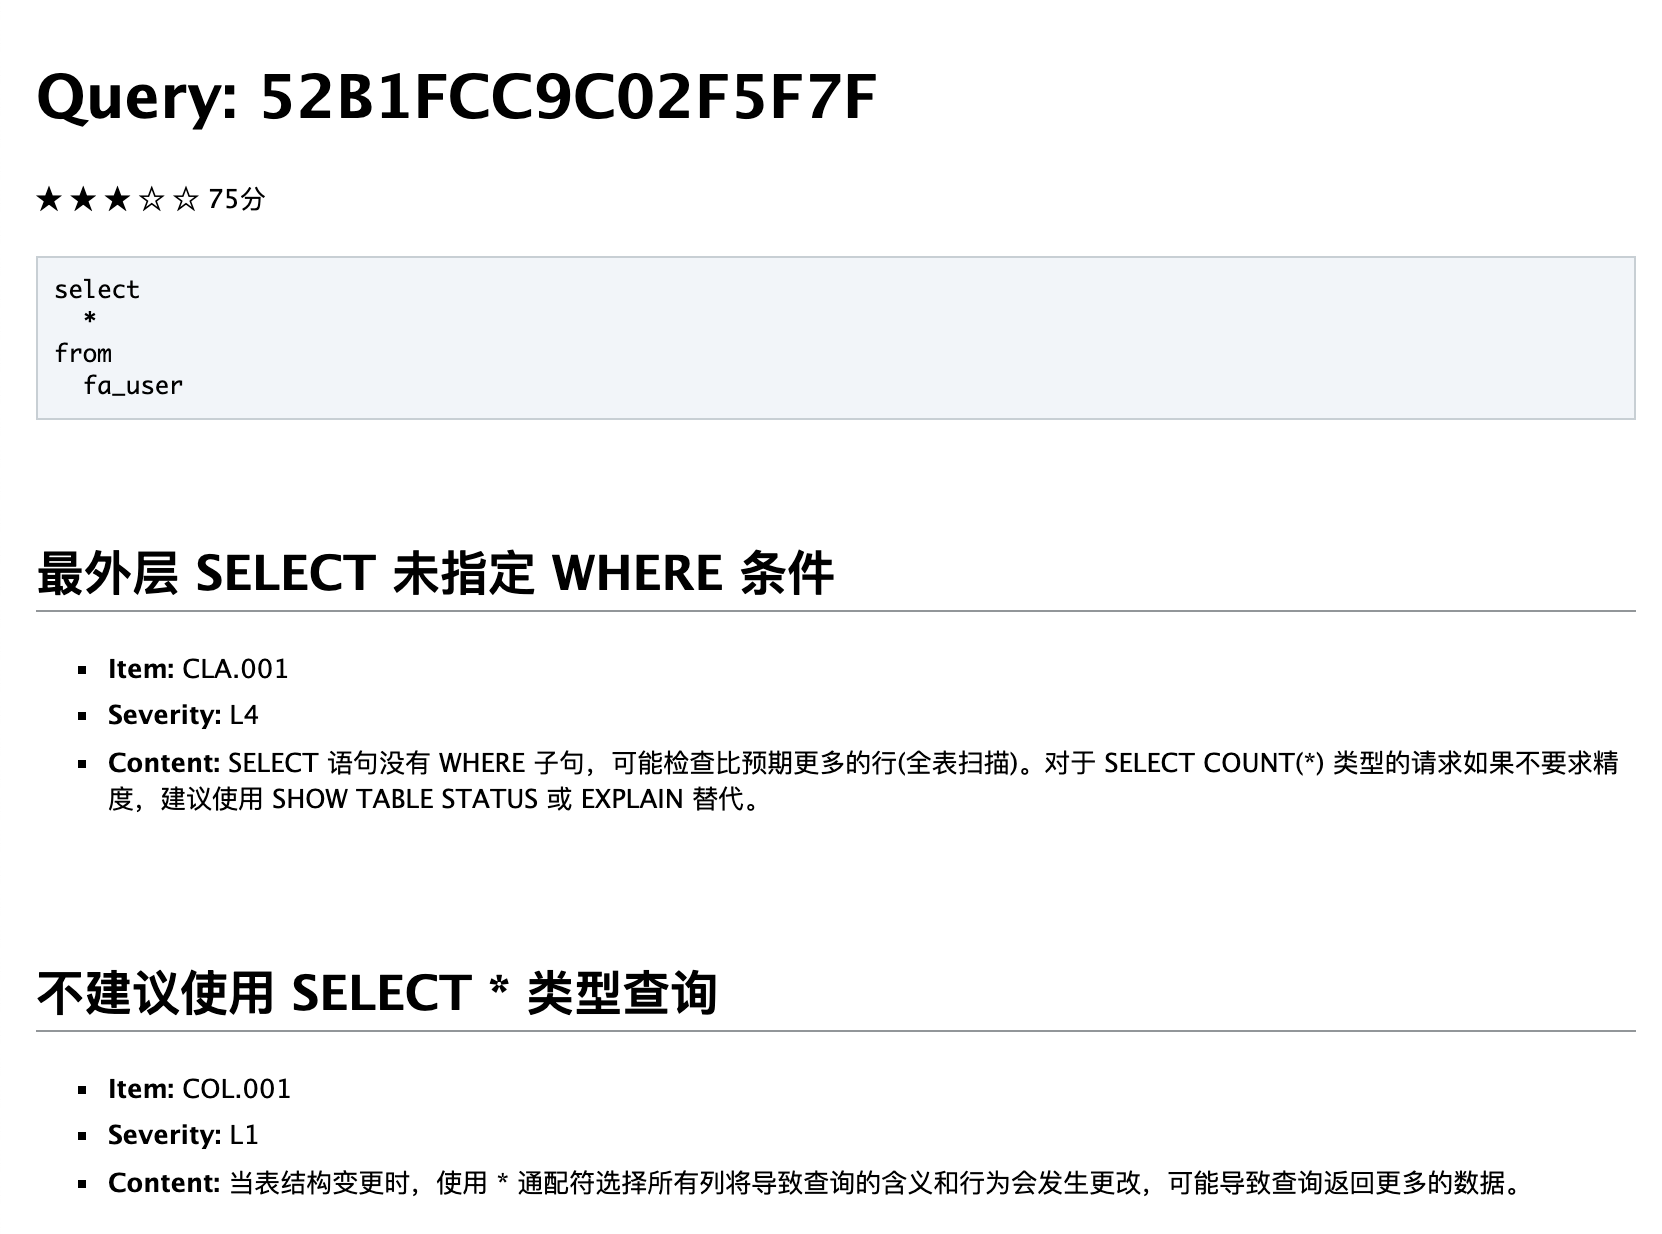 Query: 52B1FCC9C02F5F7F
★ ★ ★ ☆ ☆ 75分
select
  *
from
  fa_user
最外层 SELECT 未指定 WHERE 条件
▪ Item: CLA.001
▪ Severity: L4
▪ Content: SELECT 语句没有 WHERE 子句，可能检查比预期更多的行(全表扫描)。对于 SELECT COUNT(*) 类型的请求如果不要求精
度，建议使用 SHOW TABLE STATUS 或 EXPLAIN 替代。
不建议使用 SELECT * 类型查询
▪ Item: COL.001
▪ Severity: L1
▪ Content: 当表结构变更时，使用 * 通配符选择所有列将导致查询的含义和行为会发生更改，可能导致查询返回更多的数据。